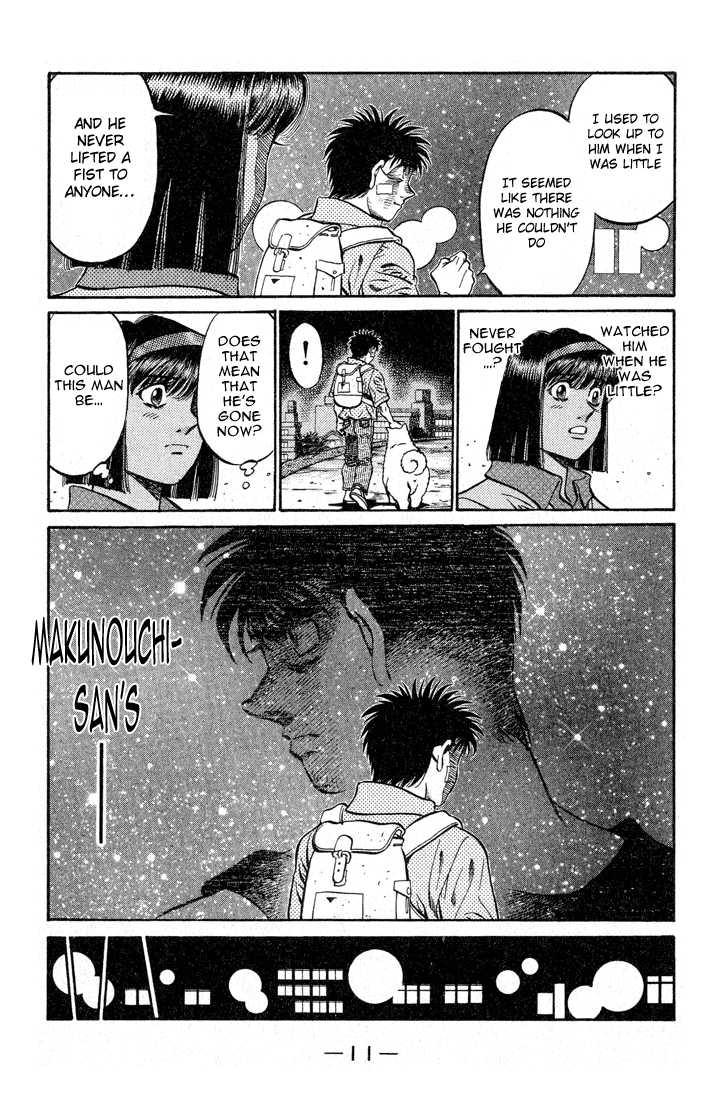 I USED TO
LOOK UP TO
HIM WHEN I
WAS LITTLE
IT SEEMED
LIKE THERE
WAS NOTHING
HE COULDN'T
DO
AND HE
NEVER
LIFTED A
FIST TO
ANYONE...
WATCHED
HIM
WHEN HE
WAS
LITTLE?
NEVER
FOUGHT
....?
!
DOES
THAT
MEAN
THAT
HE'S
GONE
NOW?
COULD
THIS MAN
BE...
MAKUNOUCHI-
SAN'S
—11—